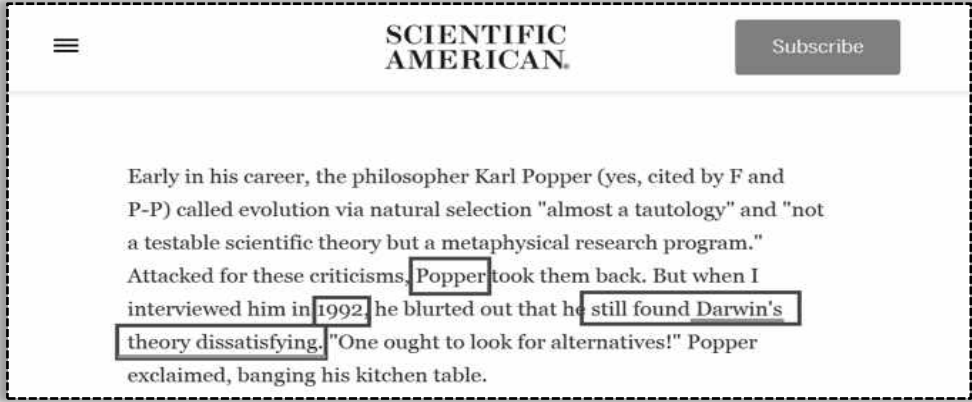 SCIENTIFIC
AMERICAN.
Subscribe
Early in his career, the philosopher Karl Popper (yes, cited by F and
P-P) called evolution via natural selection "almost a tautology" and "not
a testable scientific theory but a metaphysical research program."
Attacked for these criticisms, Popper took them back. But when I
interviewed him in 1992, he blurted out that he still found Darwin's
theory dissatisfying. "One ought to look for alternatives!" Popper
exclaimed, banging his kitchen table.